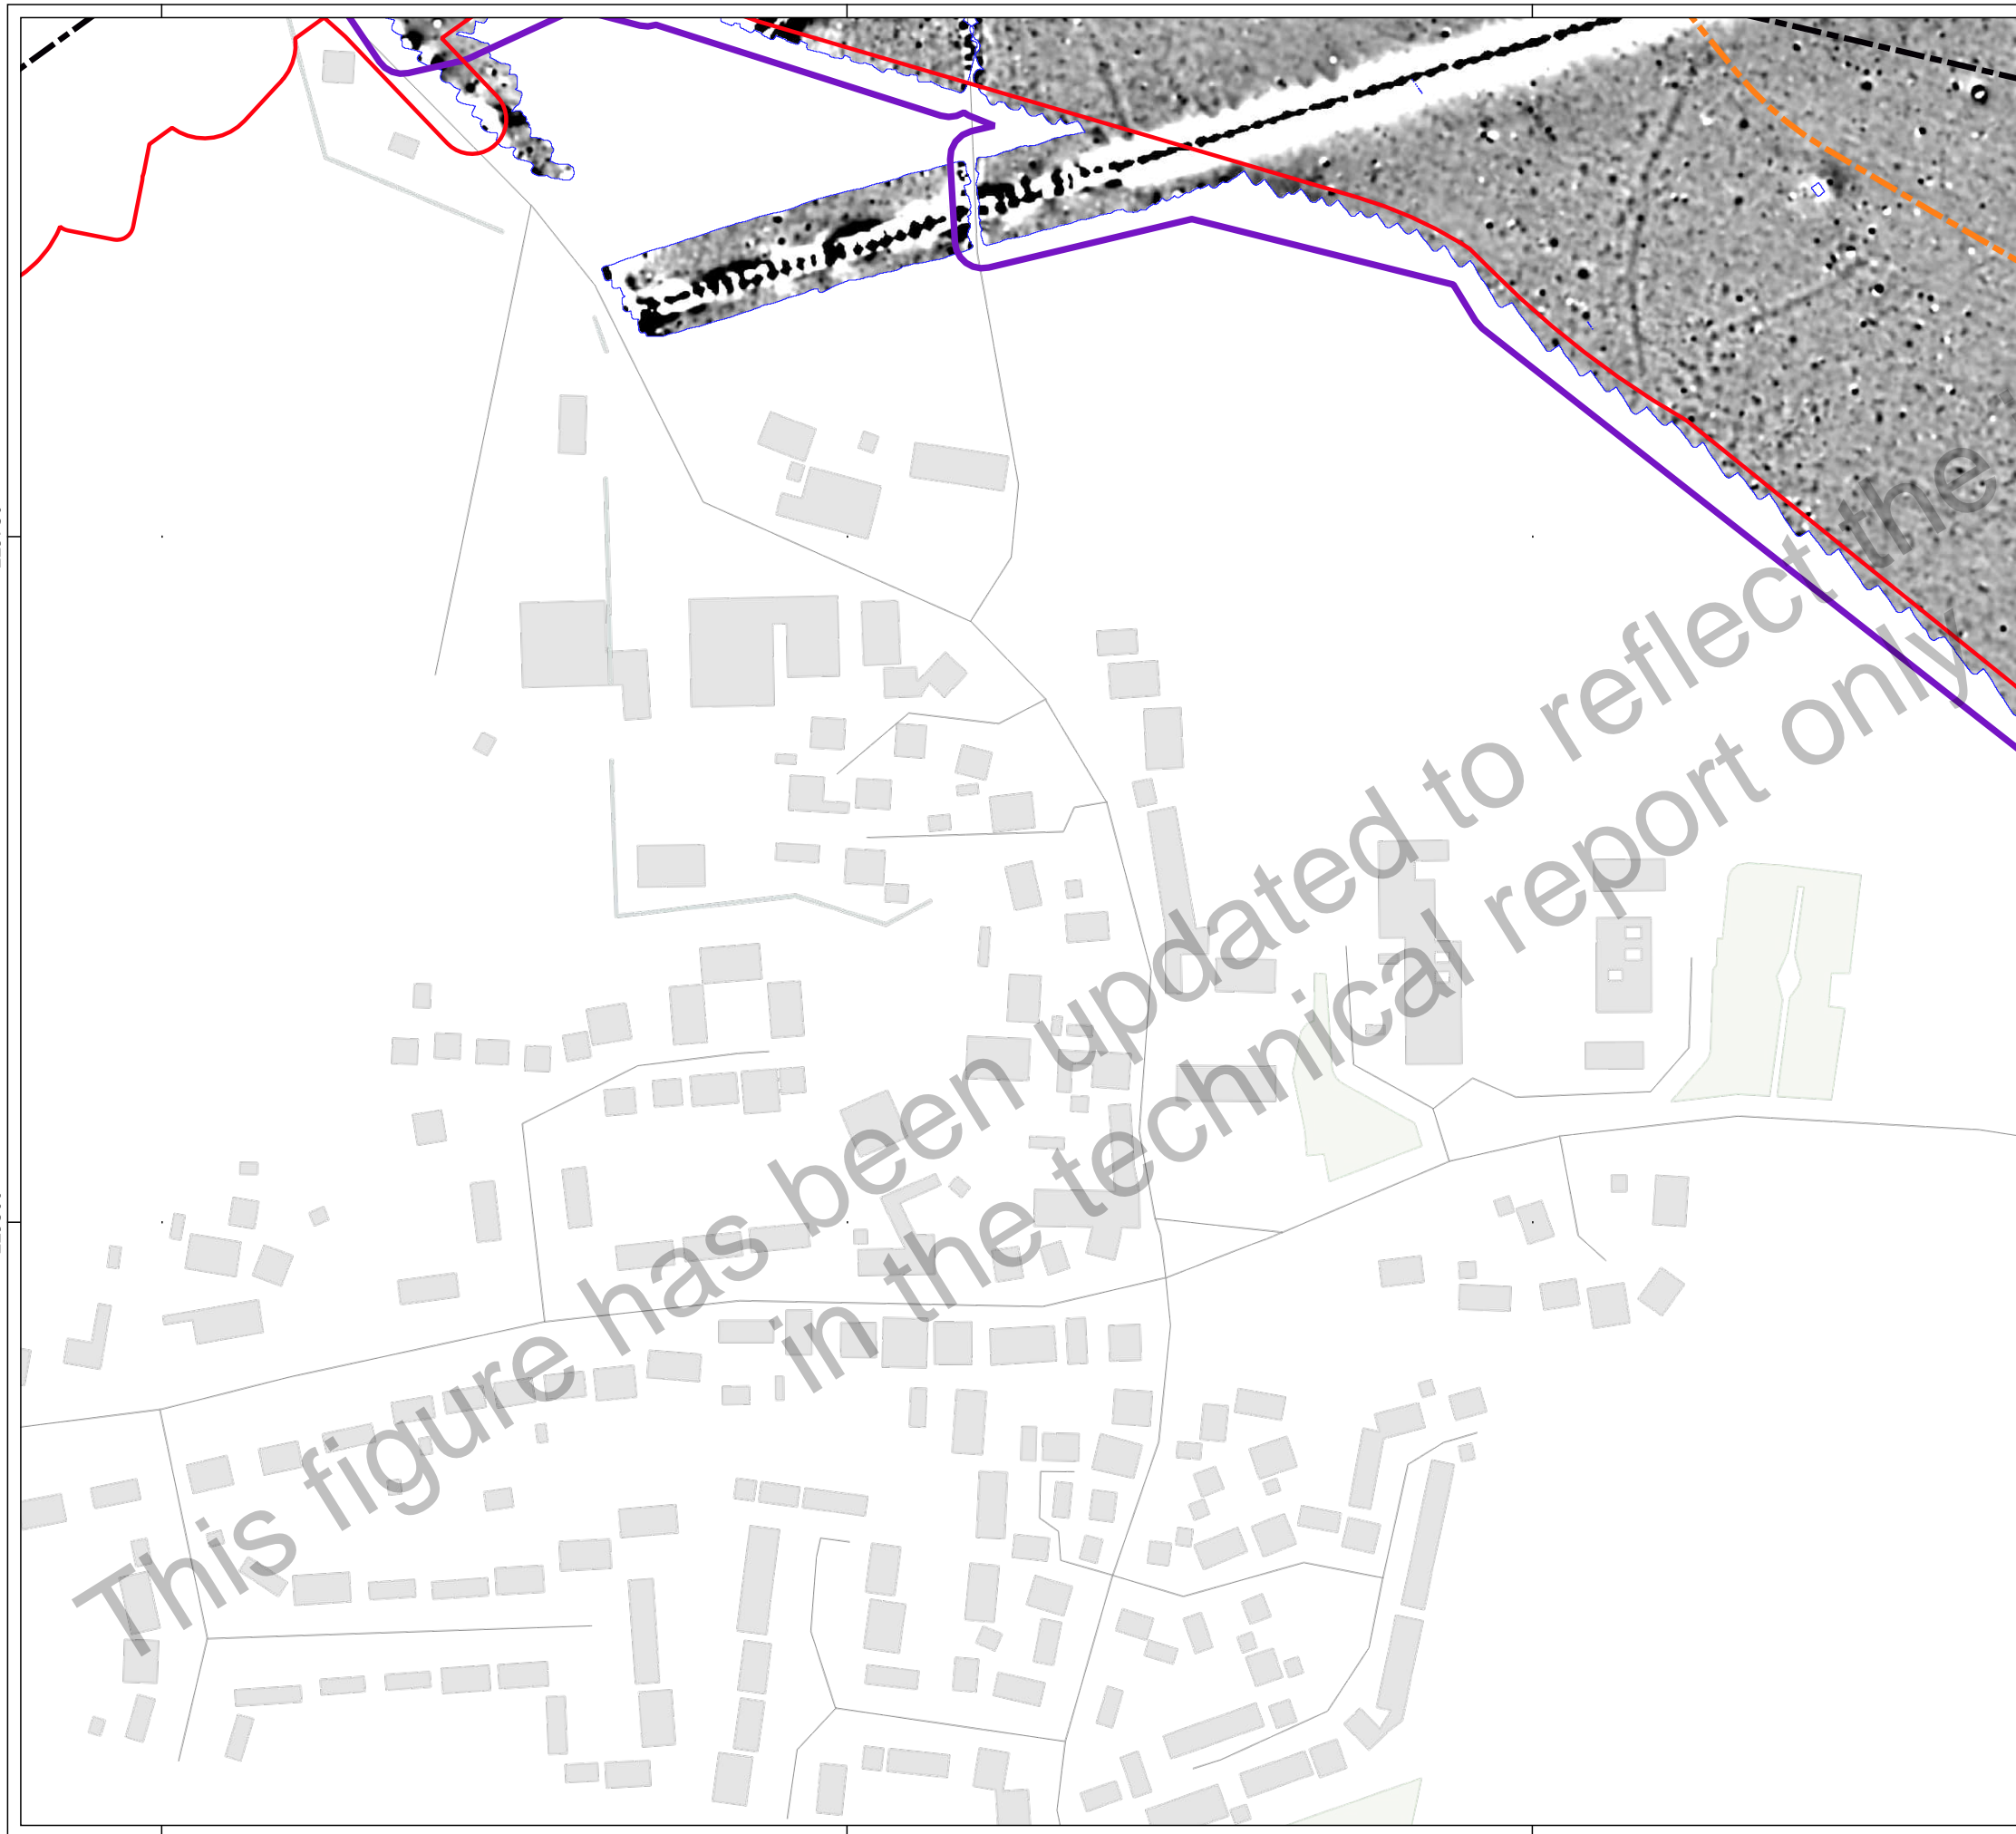 This figure has been updated to reflect the
in the technical report only